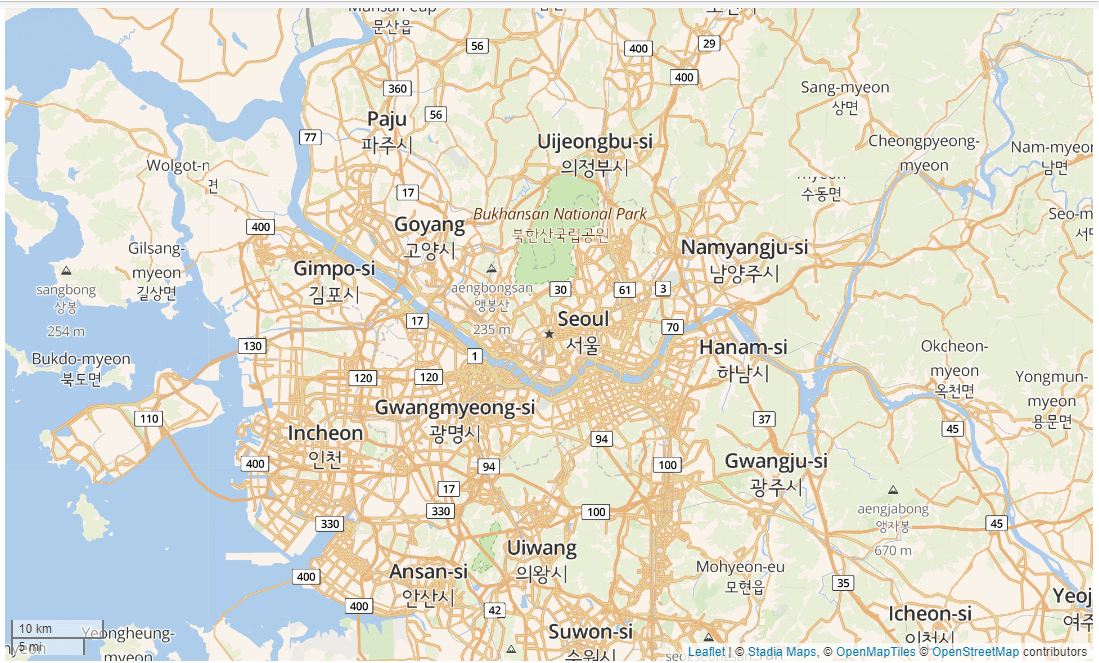 Munsan-eup
문산읍
56
400
29
400
360
56
Sang-myeon
상면
Paju
파주시
77
Uijeongbu-si
의정부시
Cheongpyeong-
myeon
Nam-myeon
남면
Wolgot-n
myeon
수동면
17
Bukhansan National Park
북한산국립공원
400
Goyang
고양시
Gilsang-
myeon
길상면
Gimpo-si
김포시
Namyangju-si
남양주시
sangbong
상봉
254 m
aengbongsan
앵봉산
235 m
30
61
3
17
Seoul
서울
70
130
1
Hanam-si
하남시
Okcheon-
myeon
옥천면
Bukdo-myeon
북도면
120
120
Yongmun-
myeon
용문면
110
Gwangmyeong-si
광명시
37
45
Incheon
인천
94
400
94
100
Gwangju-si
광주시
17
330
100
330
aengjabong
앵자봉
670 m
45
Uiwang
의왕시
Ansan-si
안산시
400
Mohyeon-eu
모현읍
35
400
42
Icheon-si
이천시
Yeoj
여주
10 km
5 mi
Yeongheung-
myeon
Suwon-si
수원시
Leaflet | © Stadia Maps, © OpenMapTiles © OpenStreetMap contributors